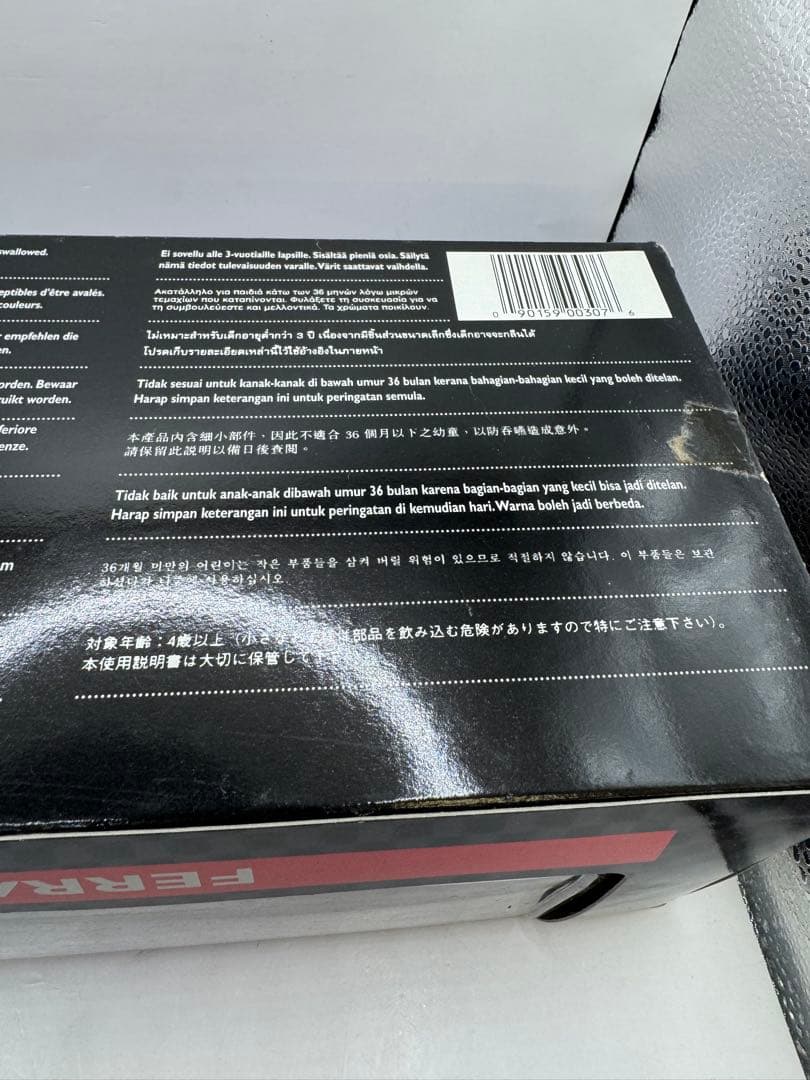 swallowed.
eptibles d'être avalés.
couleurs.
empfehlen die
en.
orden. Bewaar
ruikt worden.
feriore
enze.
m
Ei sovellu alle 3-vuotiaille lapsille. Sisältää pieniä osia. Säilytä
nämä tiedot tulevaisuuden varalle. Värit saattavat vaihdella.
Ακατάλληλο για παιδιά κάτω των 36 μηνών λόγω μικρών
τεμαχίων που καταπίνονται. Φυλάξετε τη συσκευασία για να
τη συμβουλεύεστε και μελλοντικά. Τα χρώματα ποικίλουν.
0 90159 00307 6
ไม่เหมาะสำหรับเด็กอายุต่ำกว่า 3 ปี เนื่องจากมีชิ้นส่วนขนาดเล็กซึ่งเด็กอาจจะกลืนได้
โปรดเก็บรายละเอียดเหล่านี้ไว้ใช้อ้างอิงในภายหน้า
Tidak sesuai untuk kanak-kanak di bawah umur 36 bulan kerana bahagian-bahagian kecil yang boleh ditelan.
Harap simpan keterangan ini untuk peringatan semula.
本產品內含細小部件、因此不適合 36 個月以下之幼童、以防吞嚥造成意外。
請保留此說明以備日後查閱。
Tidak baik untuk anak-anak dibawah umur 36 bulan karena bagian-bagian yang kecil bisa jadi ditelan.
Harap simpan keterangan ini untuk peringatan di kemudian hari. Warna boleh jadi berbeda.
36개월 미만의 어린이는 작은 부품들을 삼켜 버릴 위험이 있으므로 적절하지 않습니다. 이 부품들은 보관
하셨다가 사용하십시오
対象年齢：4歳以上（小さな 部品を飲み込む危険がありますので特にご注意下さい）。
本使用説明書は大切に保管して
FERRA